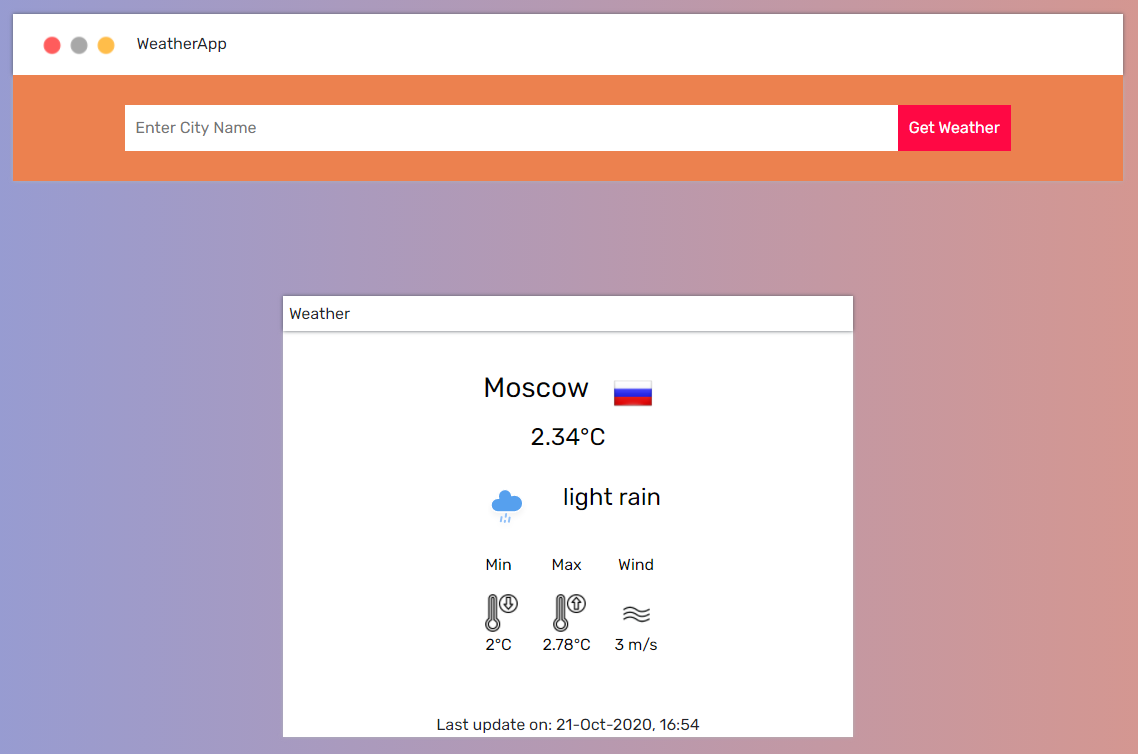 WeatherApp
Enter City Name
Get Weather
Weather
Moscow
2.34°C
light rain
Min Max Wind
2°C 2.78°C 3 m/s
Last update on: 21-Oct-2020, 16:54